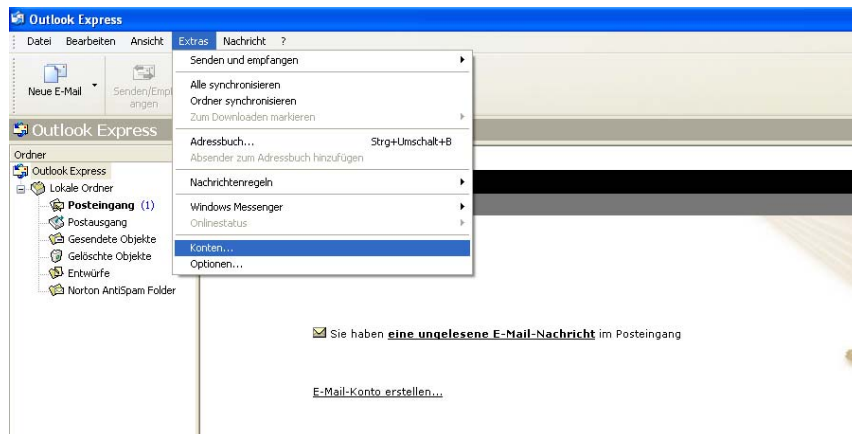 Outlook Express
Datei Bearbeiten Ansicht Extras Nachricht ?
Neue E-Mail
Senden/Empf
angen
Senden und empfangen
Alle synchronisieren
Ordner synchronisieren
Zum Downloaden markieren
Adressbuch... Strg+Umschalt+B
Absender zum Adressbuch hinzufügen
Nachrichtenregeln
Windows Messenger
Onlinestatus
Konten...
Optionen...
Outlook Express
Ordner
Outlook Express
Lokale Ordner
Posteingang (1)
Postausgang
Gesendete Objekte
Gelöschte Objekte
Entwürfe
Norton AntiSpam Folder
Sie haben eine ungelesene E-Mail-Nachricht im Posteingang
E-Mail-Konto erstellen...